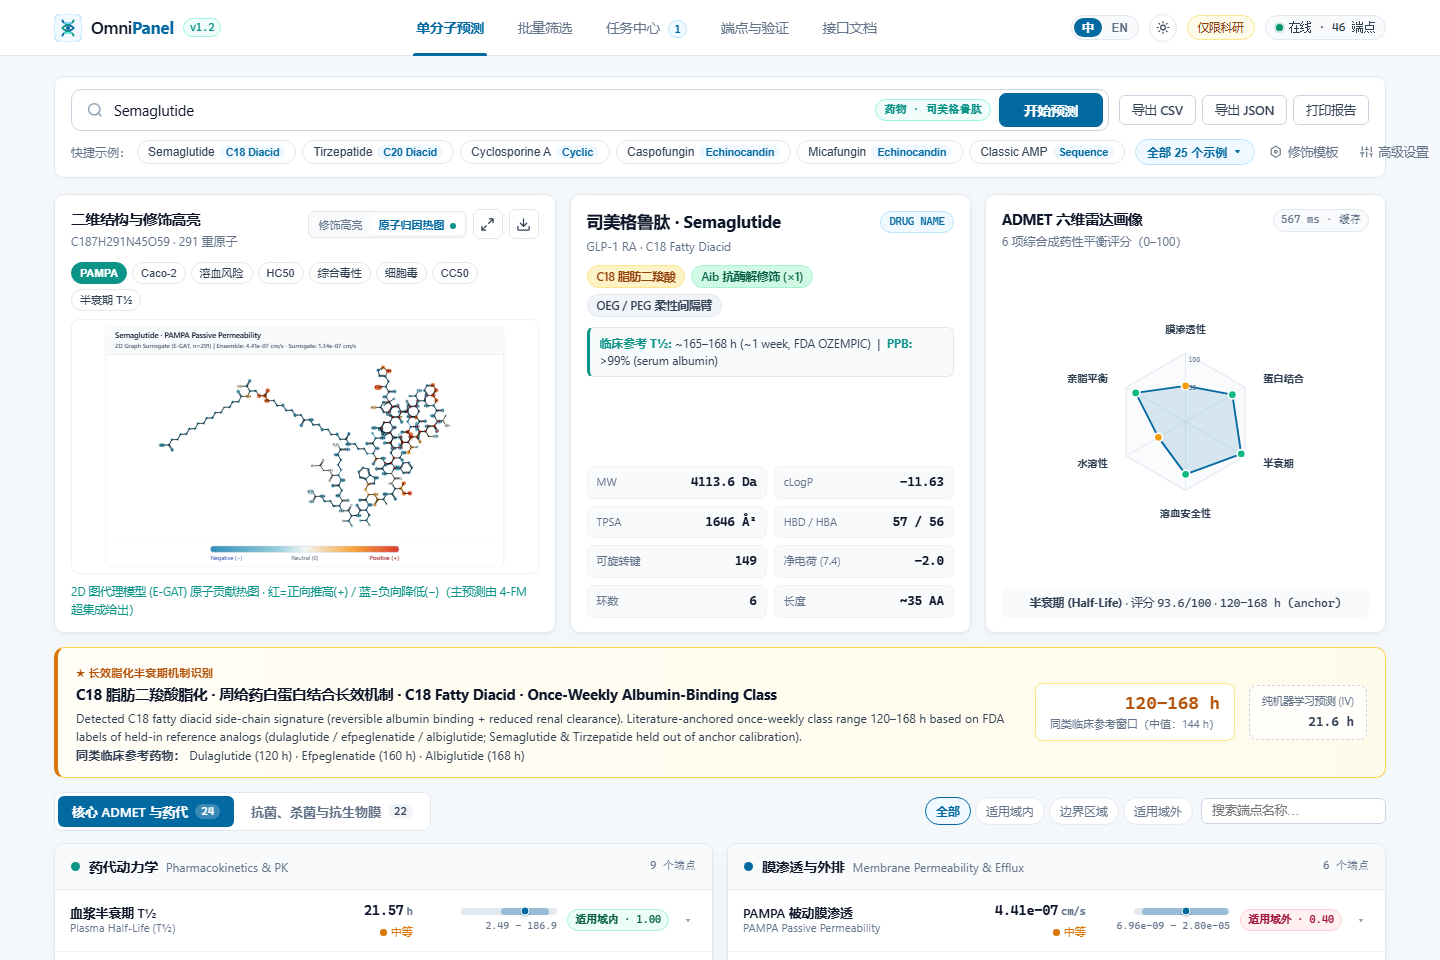 OmniPanel v1.2
单分子预测 批量筛选 任务中心 1 端点与验证 接口文档
中 EN 仅限科研 在线 · 46 端点
Semaglutide 药物 · 司美格鲁肽 开始预测 导出 CSV 导出 JSON 打印报告
快捷示例: Semaglutide C18 Diacid Tirzepatide C20 Diacid Cyclosporine A Cyclic Caspofungin Echinocandin Micafungin Echinocandin Classic AMP Sequence 全部 25 个示例 修饰模板 高级设置
二维结构与修饰高亮
C187H291N45O59 · 291 重原子
修饰高亮 原子归因热图
PAMPA Caco-2 溶血风险 HC50 综合毒性 细胞毒 CC50
半衰期 T½
Semaglutide · PAMPA Passive Permeability
2D Graph Surrogate (E-GAT, n=291) | Ensemble: 4.41e-07 cm/s · Surrogate: 1.34e-07 cm/s
Negative (−) Neutral (0) Positive (+)
2D 图代理模型 (E-GAT) 原子贡献热图 · 红=正向推高(+) / 蓝=负向降低(−)（主预测由 4-FM
超集成给出）
司美格鲁肽 · Semaglutide DRUG NAME
GLP-1 RA · C18 Fatty Diacid
C18 脂肪二羧酸 Aib 抗酶解修饰 (×1)
OEG / PEG 柔性间隔臂
临床参考 T½: ~165–168 h (~1 week, FDA OZEMPIC) | PPB:
>99% (serum albumin)
MW 4113.6 Da cLogP −11.63
TPSA 1646 Å² HBD / HBA 57 / 56
可旋转键 149 净电荷 (7.4) −2.0
环数 6 长度 ~35 AA
ADMET 六维雷达画像 567 ms · 缓存
6 项综合成药性平衡评分（0–100）
膜渗透性
100
亲脂平衡 蛋白结合
水溶性 半衰期
溶血安全性
半衰期 (Half-Life) · 评分 93.6/100 · 120–168 h (anchor)
★ 长效脂化半衰期机制识别
C18 脂肪二羧酸脂化 · 周给药白蛋白结合长效机制 · C18 Fatty Diacid · Once-Weekly Albumin-Binding Class
Detected C18 fatty diacid side-chain signature (reversible albumin binding + reduced renal clearance). Literature-anchored once-weekly class range 120–168 h based on FDA
labels of held-in reference analogs (dulaglutide / efpeglenatide / albiglutide; Semaglutide & Tirzepatide held out of anchor calibration).
同类临床参考药物： Dulaglutide (120 h) · Efpeglenatide (160 h) · Albiglutide (168 h)
120–168 h
同类临床参考窗口（中值：144 h）
纯机器学习预测 (IV)
21.6 h
核心 ADMET 与药代 24 抗菌、杀菌与抗生物膜 22
全部 适用域内 边界区域 适用域外 搜索端点名称...
药代动力学 Pharmacokinetics & PK 9 个端点
血浆半衰期 T½ 21.57 h 适用域内 · 1.00
Plasma Half-Life (T½) 中等 2.49 – 186.9
膜渗透与外排 Membrane Permeability & Efflux 6 个端点
PAMPA 被动膜渗透 4.41e−07 cm/s 适用域外 · 0.40
PAMPA Passive Permeability 中等 6.96e−09 – 2.80e−05